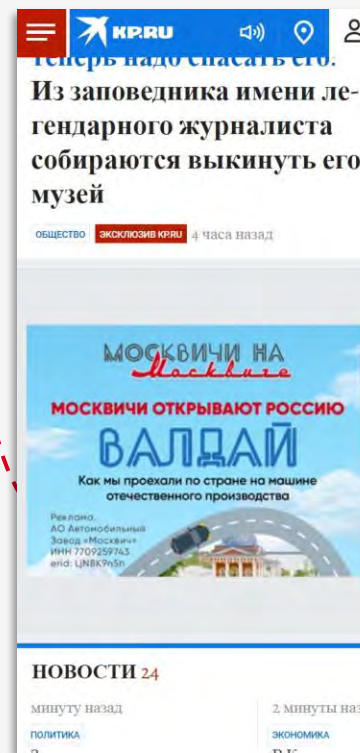 KP.RU
Теперь надо спасать его:
Из заповедника имени ле-
гендарного журналиста
собираются выкинуть его
музей
ОБЩЕСТВО ЭКСКЛЮЗИВ KP.RU 4 часа назад
МОСКВИЧИ НА
Москвиче
МОСКВИЧИ ОТКРЫВАЮТ РОССИЮ
ВАЛДАЙ
Как мы проехали по стране на машине
отечественного производства
Реклама.
АО Автомобильный
Завод «Москвич»
ИНН 7709259743
erid: LjN8K9nSn
НОВОСТИ 24
минуту назад
2 минуты наз
ПОЛИТИКА
ЭКОНОМИКА